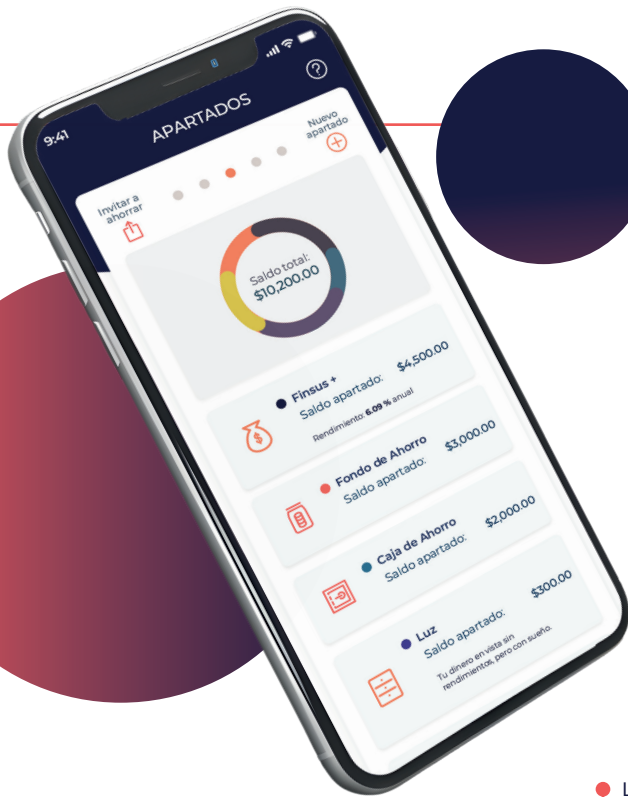 9:41
APARTADOS
Invitar a
ahorrar
Nuevo
apartado
Saldo total:
$10,200.00
Finsus +
Saldo apartado: $4,500.00
Rendimiento: 6.09 % anual
Fondo de Ahorro
Saldo apartado: $3,000.00
Caja de Ahorro
Saldo apartado: $2,000.00
Luz
Saldo apartado: $300.00
Tu dinero en vista sin
rendimientos, pero con sueño.